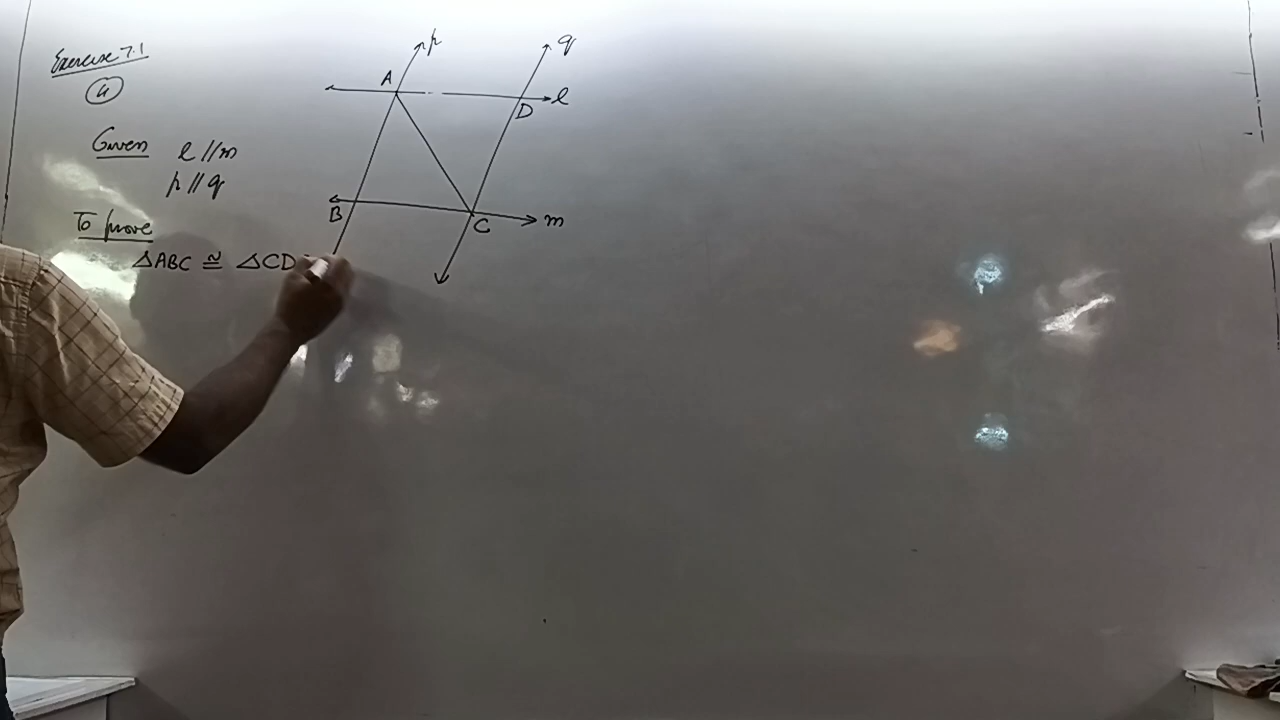 Exercise 7.1
4
Given l // m
p // q
To prove
△ABC ≅ △CD
p
q
A
D
l
B
C
m